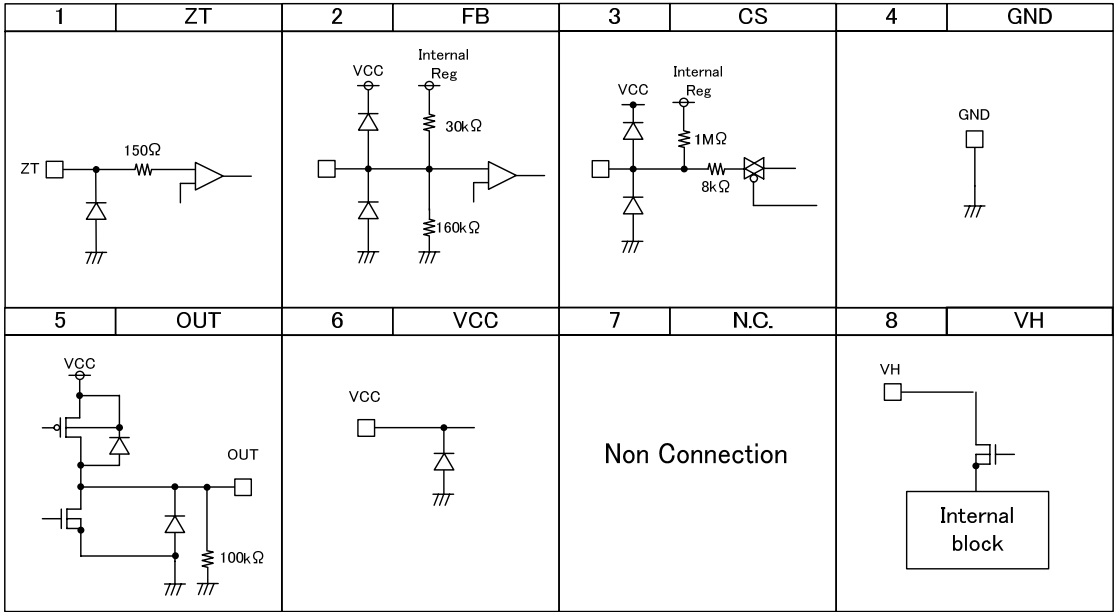 1 ZT 2 FB 3 CS 4 GND
Internal
Reg
VCC
30kΩ
160kΩ
Internal
Reg
VCC
1MΩ
8kΩ
GND
ZT
150Ω
5 OUT 6 VCC 7 N.C. 8 VH
VCC
OUT
100kΩ
VCC
Non Connection
VH
Internal
block